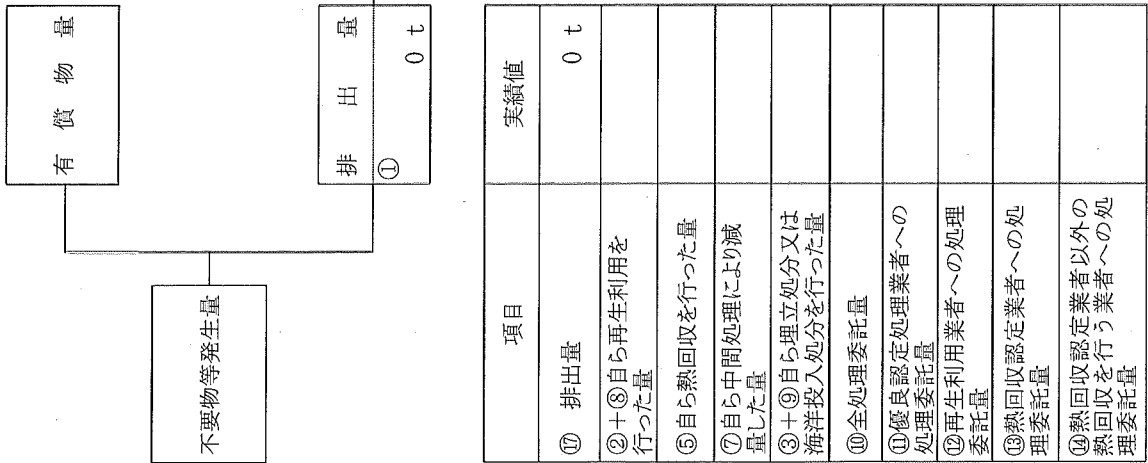 有償物量
不要物等発生量
排出量
①
0 t
項目 実績値
⑰ 排出量 0 t
②+⑧自ら再生利用を
行った量
⑤自ら熱回収を行った量
⑦自ら中間処理により減
量した量
③+⑨自ら埋立処分又は
海洋投入処分を行った量
⑩全処理委託量
⑪優良認定処理業者への
処理委託量
⑫再生利用業者への処理
委託量
⑬熱回収認定業者への処
理委託量
⑭熱回収認定業者以外の
熱回収を行う業者への処
理委託量